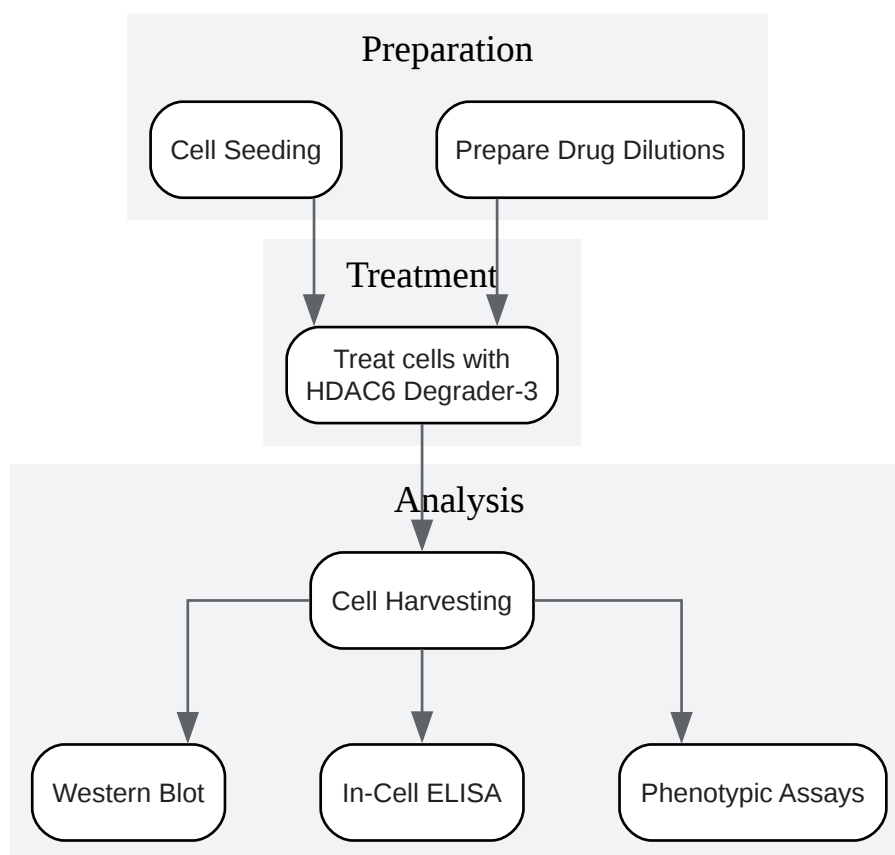 Preparation
Cell Seeding
Prepare Drug Dilutions
Treatment
Treat cells with
HDAC6 Degrader-3
Analysis
Cell Harvesting
Western Blot
In-Cell ELISA
Phenotypic Assays